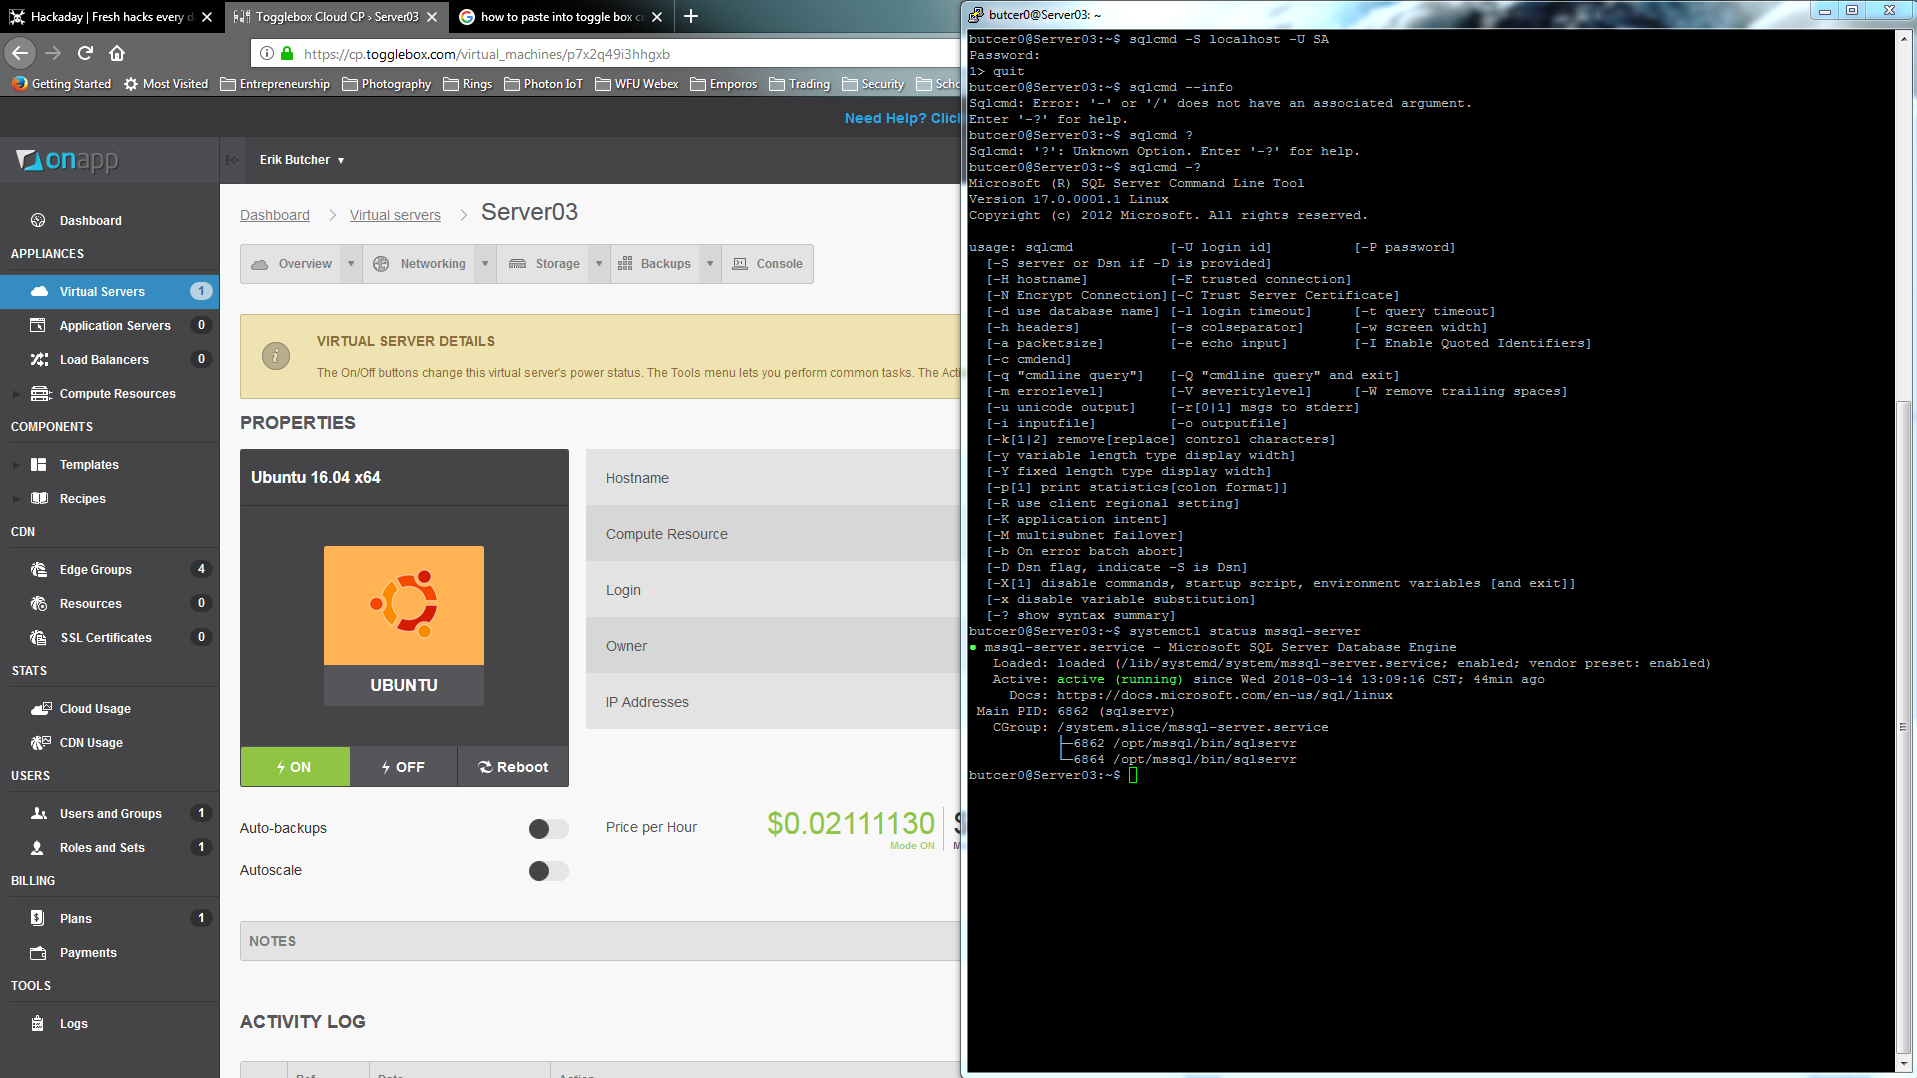 Hackaday | Fresh hacks every d
Togglebox Cloud CP › Server03
how to paste into toggle box c
https://cp.togglebox.com/virtual_machines/p7x2q49i3hhgxb
Getting Started
Most Visited
Entrepreneurship
Photography
Rings
Photon IoT
WFU Webex
Emporos
Trading
Security
Scho
Need Help? Clic
onapp
Erik Butcher
Dashboard
APPLIANCES
Virtual Servers 1
Application Servers 0
Load Balancers 0
Compute Resources
COMPONENTS
Templates
Recipes
CDN
Edge Groups 4
Resources 0
SSL Certificates 0
STATS
Cloud Usage
CDN Usage
USERS
Users and Groups 1
Roles and Sets 1
BILLING
Plans 1
Payments
TOOLS
Logs
Dashboard > Virtual servers > Server03
Overview
Networking
Storage
Backups
Console
VIRTUAL SERVER DETAILS
The On/Off buttons change this virtual server's power status. The Tools menu lets you perform common tasks. The Acti
PROPERTIES
Ubuntu 16.04 x64
UBUNTU
ON
OFF
Reboot
Hostname
Compute Resource
Login
Owner
IP Addresses
Auto-backups
Autoscale
Price per Hour
$0.02111130
Mode ON
NOTES
ACTIVITY LOG
Ref
Date
Action
butcer0@Server03: ~
butcer0@Server03:~$ sqlcmd -S localhost -U SA
Password:
1> quit
butcer0@Server03:~$ sqlcmd --info
Sqlcmd: Error: '-' or '/' does not have an associated argument.
Enter '-?' for help.
butcer0@Server03:~$ sqlcmd ?
Sqlcmd: '?': Unknown Option. Enter '-?' for help.
butcer0@Server03:~$ sqlcmd -?
Microsoft (R) SQL Server Command Line Tool
Version 17.0.0001.1 Linux
Copyright (c) 2012 Microsoft. All rights reserved.
usage: sqlcmd [-U login id] [-P password]
[-S server or Dsn if -D is provided]
[-H hostname] [-E trusted connection]
[-N Encrypt Connection][-C Trust Server Certificate]
[-d use database name] [-l login timeout] [-t query timeout]
[-h headers] [-s colseparator] [-w screen width]
[-a packetsize] [-e echo input] [-I Enable Quoted Identifiers]
[-c cmdend]
[-q "cmdline query"] [-Q "cmdline query" and exit]
[-m errorlevel] [-V severitylevel] [-W remove trailing spaces]
[-u unicode output] [-r[0|1] msgs to stderr]
[-i inputfile] [-o outputfile]
[-k[1|2] remove[replace] control characters]
[-y variable length type display width]
[-Y fixed length type display width]
[-p[1] print statistics[colon format]]
[-R use client regional setting]
[-K application intent]
[-M multisubnet failover]
[-b On error batch abort]
[-D Dsn flag, indicate -S is Dsn]
[-X[1] disable commands, startup script, environment variables [and exit]]
[-x disable variable substitution]
[-? show syntax summary]
butcer0@Server03:~$ systemctl status mssql-server
● mssql-server.service - Microsoft SQL Server Database Engine
Loaded: loaded (/lib/systemd/system/mssql-server.service; enabled; vendor preset: enabled)
Active: active (running) since Wed 2018-03-14 13:09:16 CST; 44min ago
Docs: https://docs.microsoft.com/en-us/sql/linux
Main PID: 6862 (sqlservr)
CGroup: /system.slice/mssql-server.service
├─6862 /opt/mssql/bin/sqlservr
└─6864 /opt/mssql/bin/sqlservr
butcer0@Server03:~$